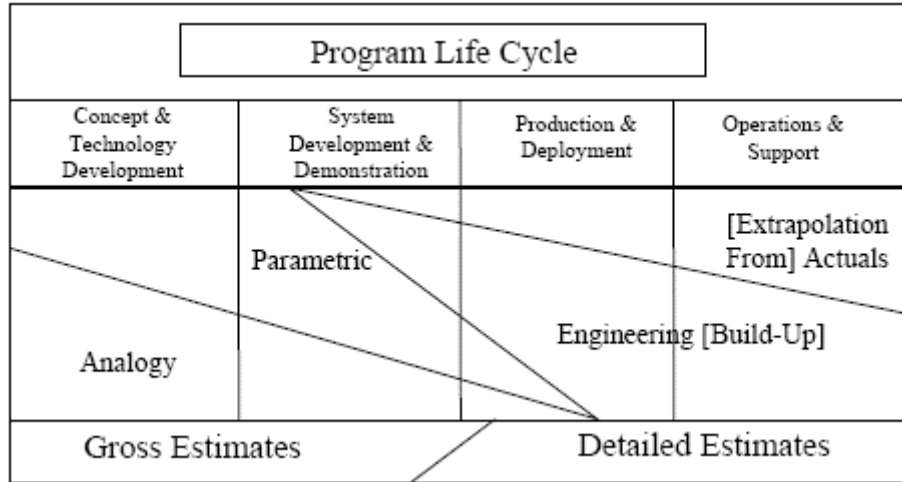 Program Life Cycle
Concept &
Technology
Development
System
Development &
Demonstration
Production &
Deployment
Operations &
Support
[Extrapolation
From] Actuals
Parametric
Engineering [Build-Up]
Analogy
Gross Estimates
Detailed Estimates